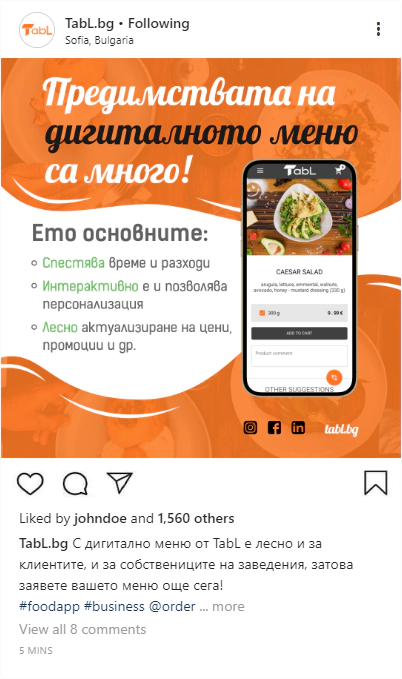 TabL
TabL.bg • Following
Sofia, Bulgaria
Предимствата на
дигиталното меню
са много!
Ето основните:
Спестява време и разходи
Интерактивно е и позволява
персонализация
Лесно актуализиране на цени,
промоции и др.
TabL
CAESAR SALAD
arugula, lettuce, emmental, walnuts,
avocado, honey - mustard dressing (330 g)
330 g 9.99 €
ADD TO CART
Product comment
OTHER SUGGESTIONS
tabl.bg
Liked by johndoe and 1,560 others
TabL.bg С дигитално меню от TabL е лесно и за
клиентите, и за собствениците на заведения, затова
заявете вашето меню още сега!
#foodapp #business @order ... more
View all 8 comments
5 MINS